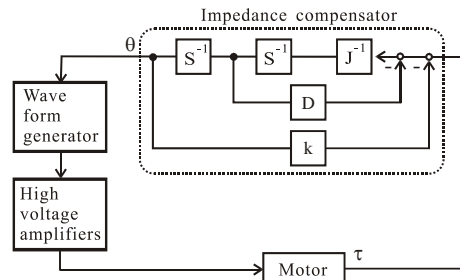 Impedance compensator
θ
S⁻¹
S⁻¹
J⁻¹
-
-
D
k
Wave
form
generator
High
voltage
amplifiers
Motor
τ